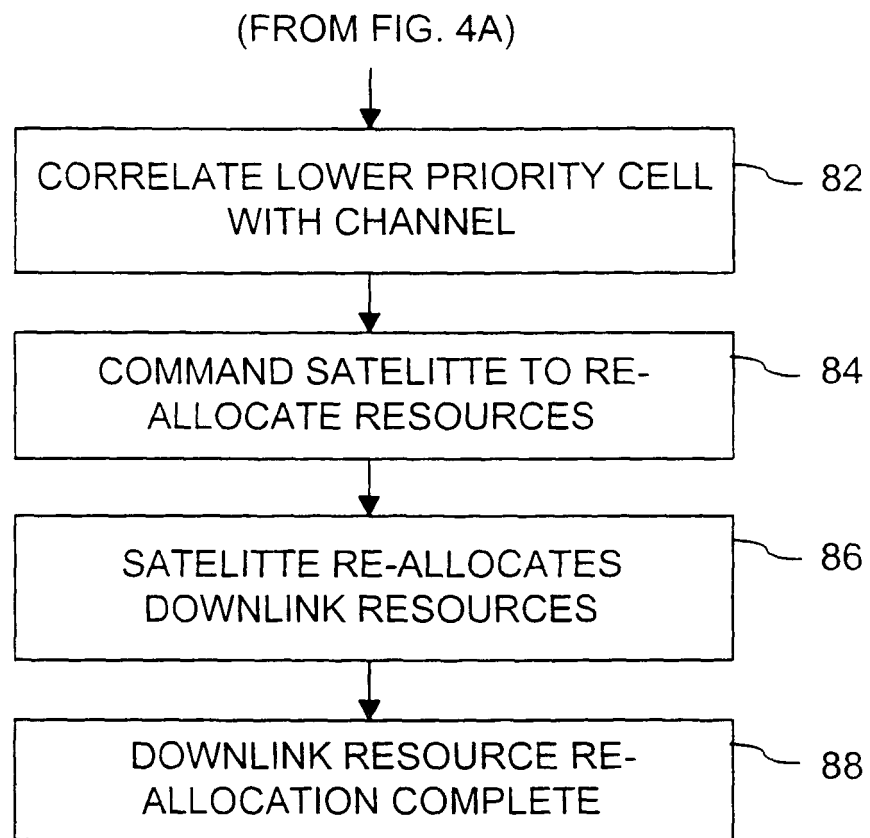 (FROM FIG. 4A)
CORRELATE LOWER PRIORITY CELL
WITH CHANNEL
82
COMMAND SATELITTE TO RE-
ALLOCATE RESOURCES
84
SATELITTE RE-ALLOCATES
DOWNLINK RESOURCES
86
DOWNLINK RESOURCE RE-
ALLOCATION COMPLETE
88